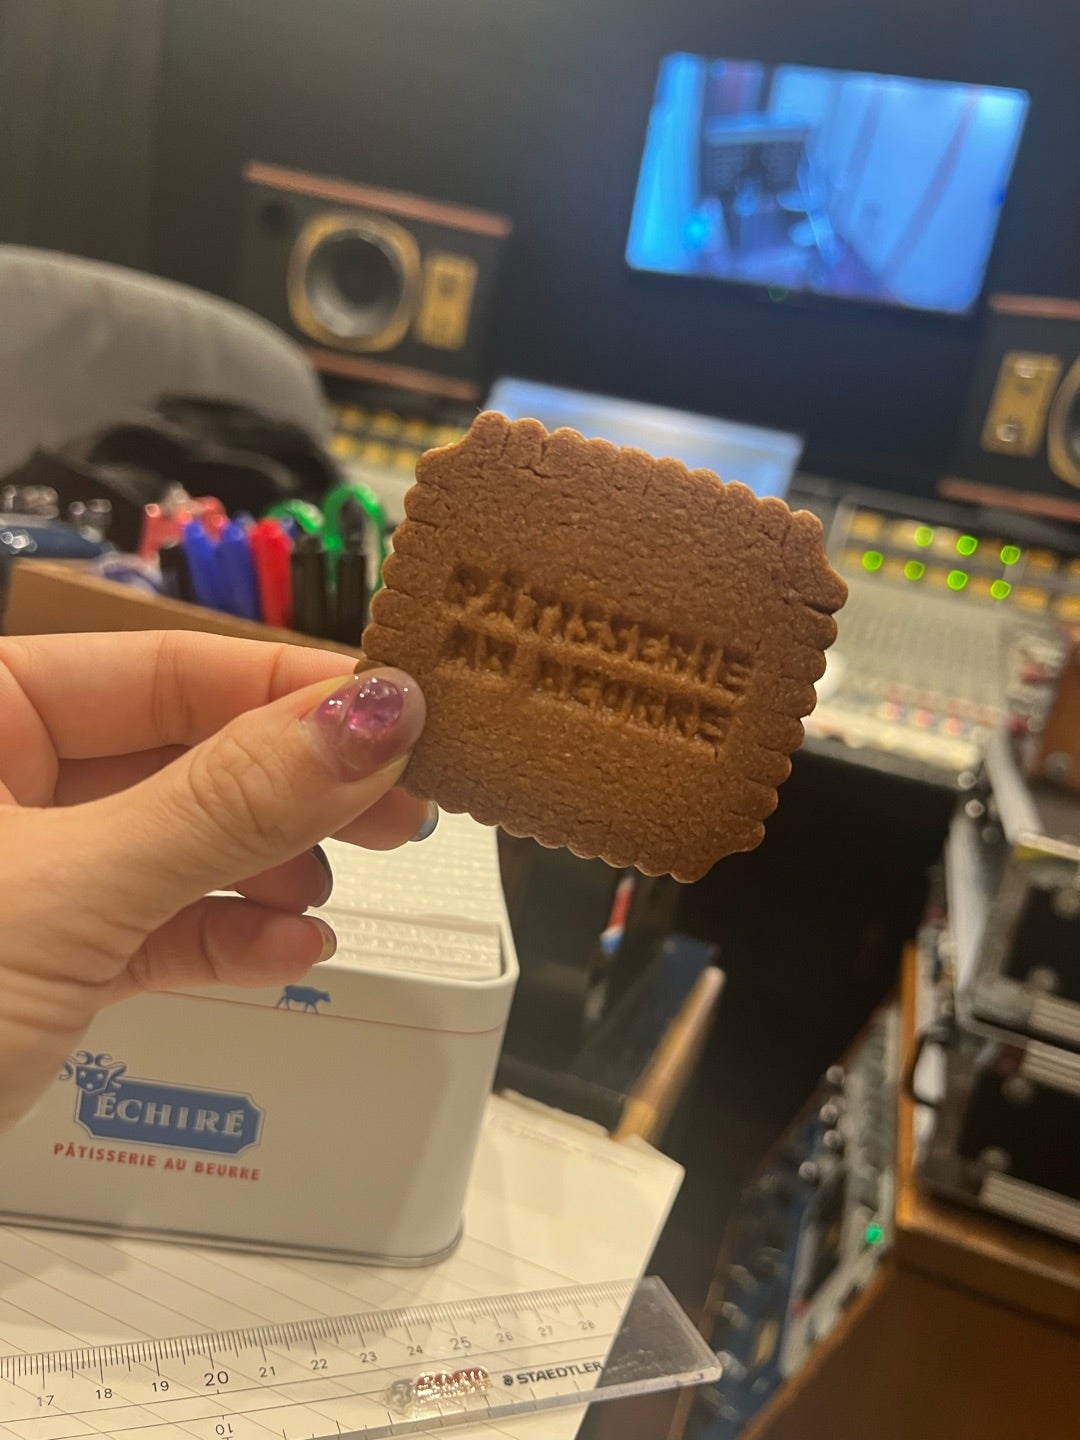 PÂTISSERIE
AU BEURRE
ÉCHIRÉ
PÂTISSERIE AU BEURRE
17 18 19 20 21 22 23 24 25 26 27 28
STAEDTLER
10